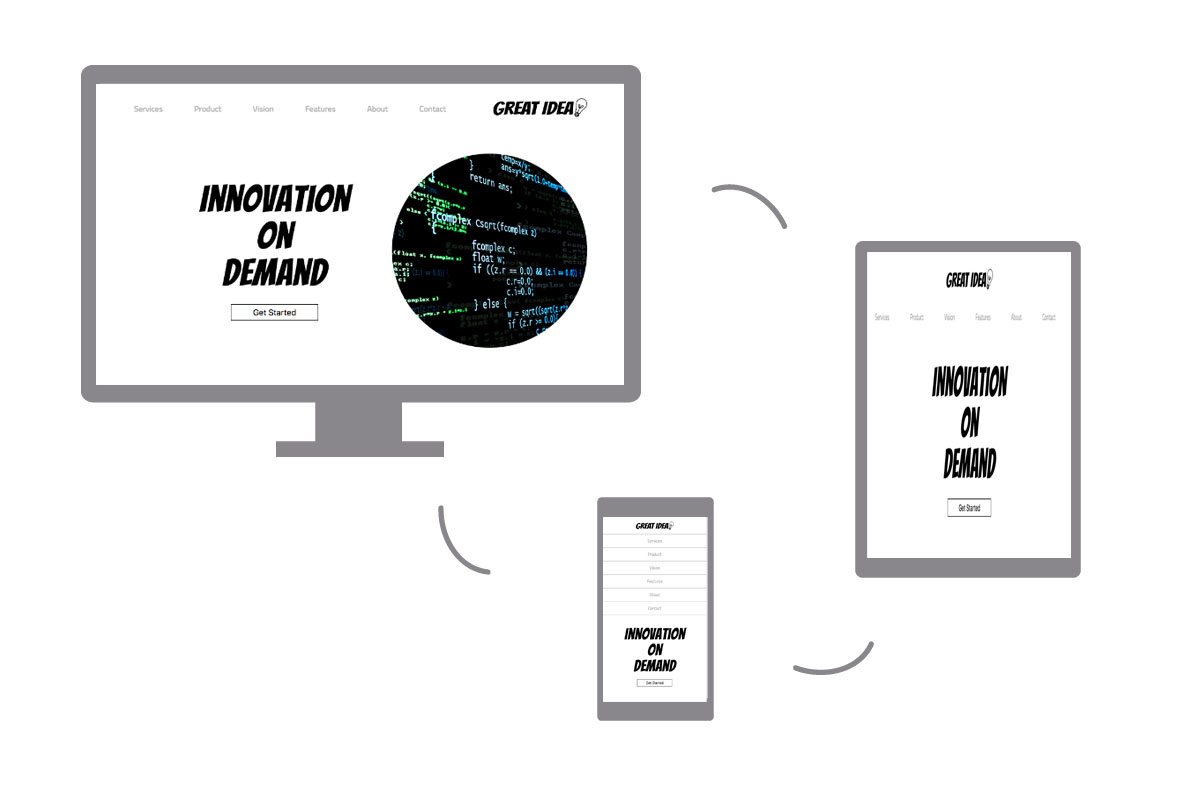 Services Product Vision Features About Contact GREAT IDEA
INNOVATION
ON
DEMAND
Get Started
temp=x/y;
}
return ans;
fcomplex Csqrt(fcomplex z)
{
fcomplex c;
float w;
if ((z.r == 0.0) && (z.i == 0.0)) {
c.r=0.0;
c.i=0.0;
} else {
if (z.r >= 0.0)
GREAT IDEA
Services Product Vision Features About Contact
INNOVATION
ON
DEMAND
Get Started
GREAT IDEA
Services
Product
Vision
Features
About
Contact
INNOVATION
ON
DEMAND
Get Started